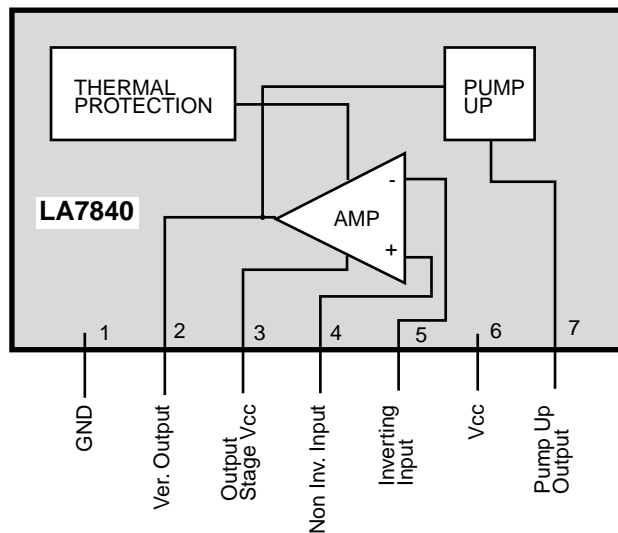 THERMAL
PROTECTION
PUMP
UP
LA7840
AMP
-
+
1
2
3
4
5
6
7
GND
Ver. Output
Output
Stage Vcc
Non Inv. Input
Inverting
Input
Vcc
Pump Up
Output